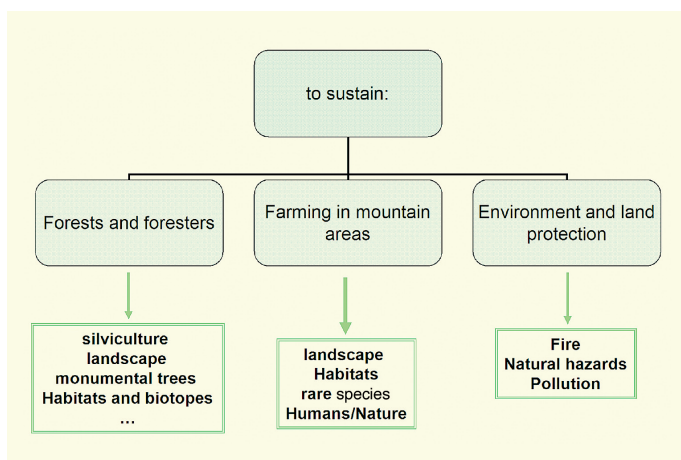 to sustain:
Forests and foresters
Farming in mountain
areas
Environment and land
protection
silviculture
landscape
monumental trees
Habitats and biotopes
...
landscape
Habitats
rare species
Humans/Nature
Fire
Natural hazards
Pollution